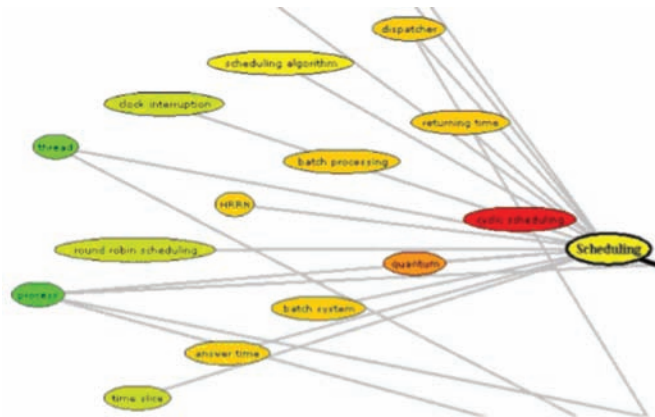 dispatcher
scheduling algorithm
clock interruption
returning time
thread
batch processing
HRRN
cyclic scheduling
round robin scheduling
Scheduling
quantum
process
batch system
answer time
time slice